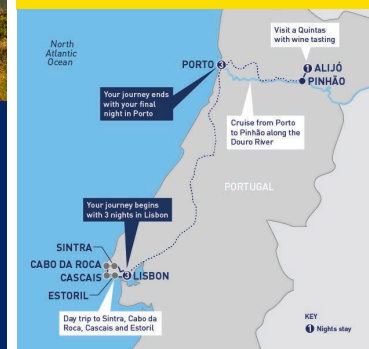 North
Atlantic
Ocean
Visit a Quintas
with wine tasting
PORTO 3
1 ALIJÓ
PINHÃO
Your journey ends
with your final
night in Porto
Cruise from Porto
to Pinhão along the
Douro River
PORTUGAL
Your journey begins
with 3 nights in Lisbon
SINTRA
CABO DA ROCA
CASCAIS
3 LISBON
ESTORIL
Day trip to Sintra, Cabo da
Roca, Cascais and Estoril
KEY
1 Nights stay